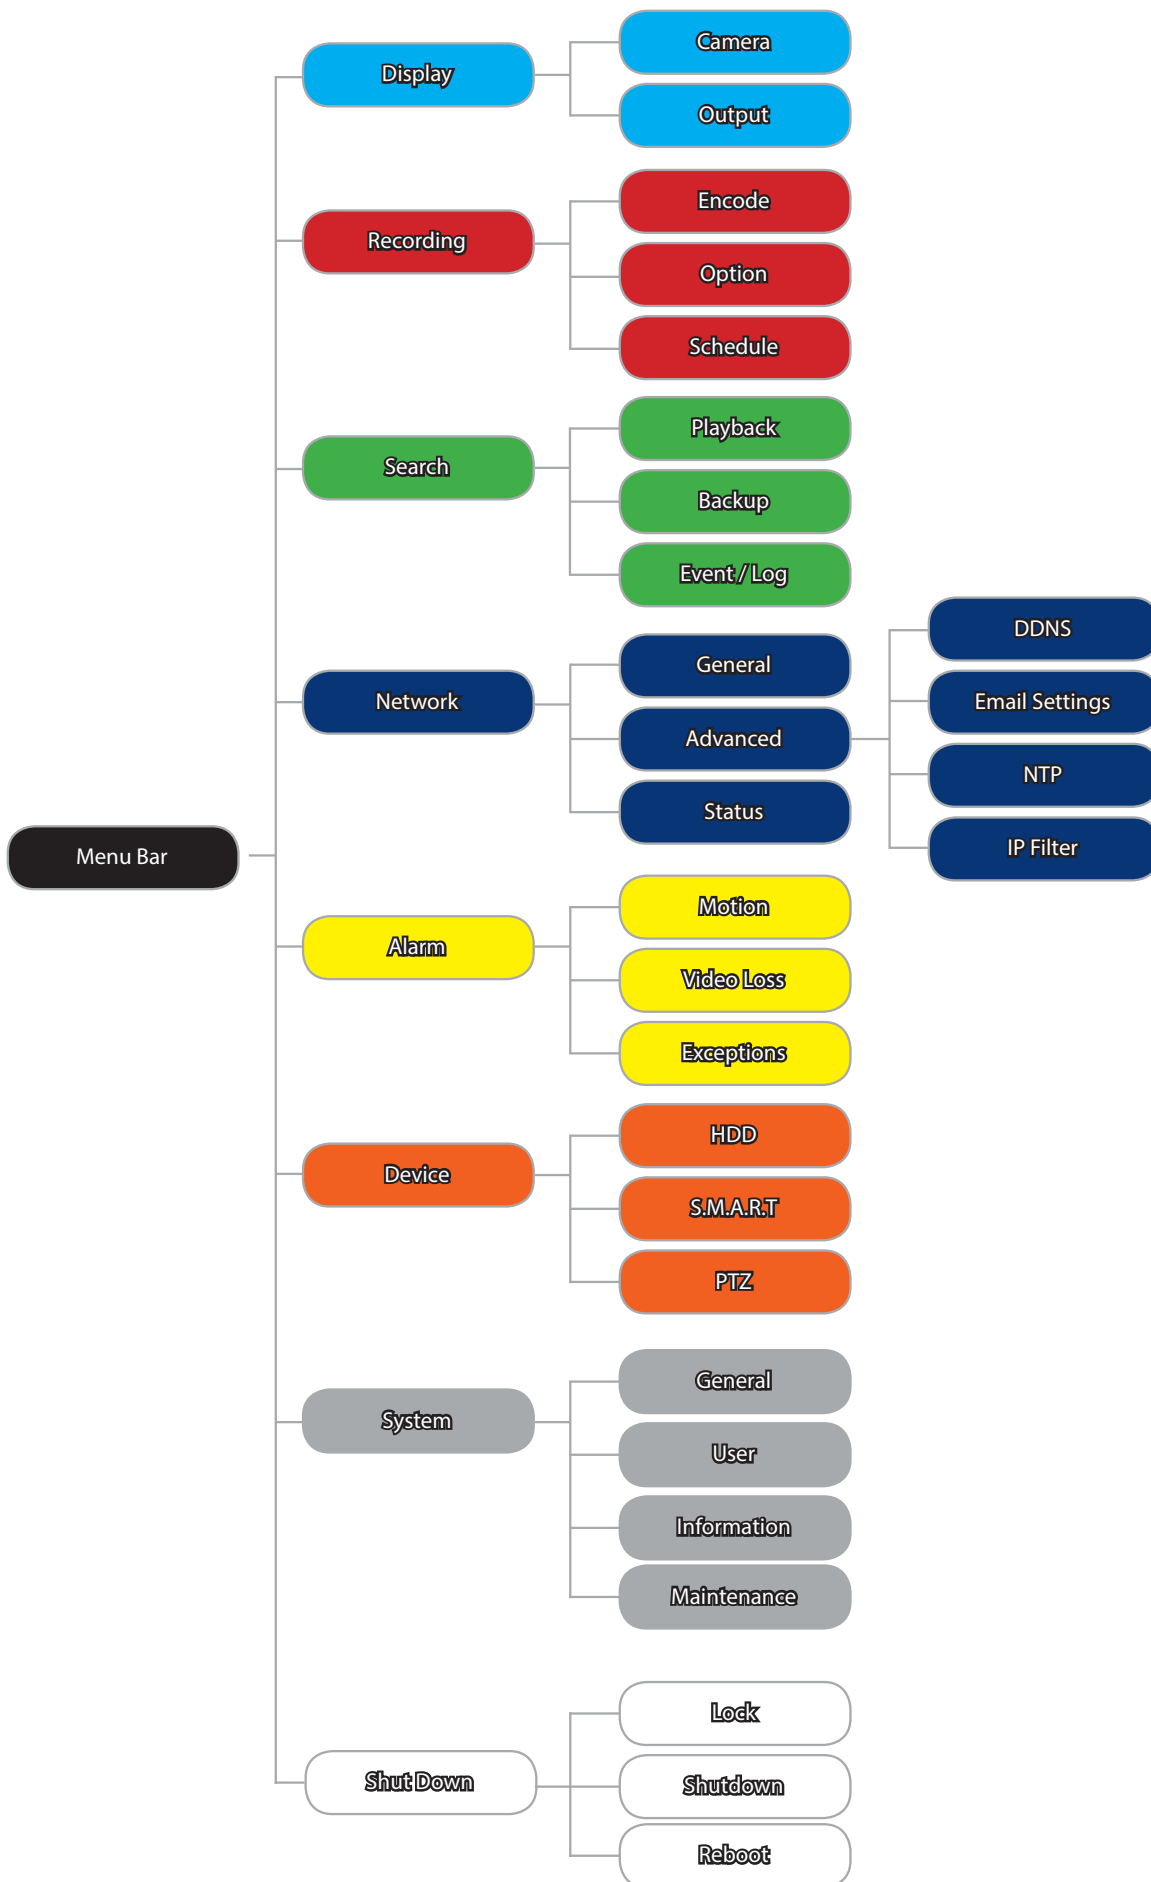 Menu Bar
Display
Camera
Output
Recording
Encode
Option
Schedule
Search
Playback
Backup
Event / Log
Network
General
Advanced
Status
DDNS
Email Settings
NTP
IP Filter
Alarm
Motion
Video Loss
Exceptions
Device
HDD
S.M.A.R.T
PTZ
System
General
User
Information
Maintenance
Shut Down
Lock
Shutdown
Reboot